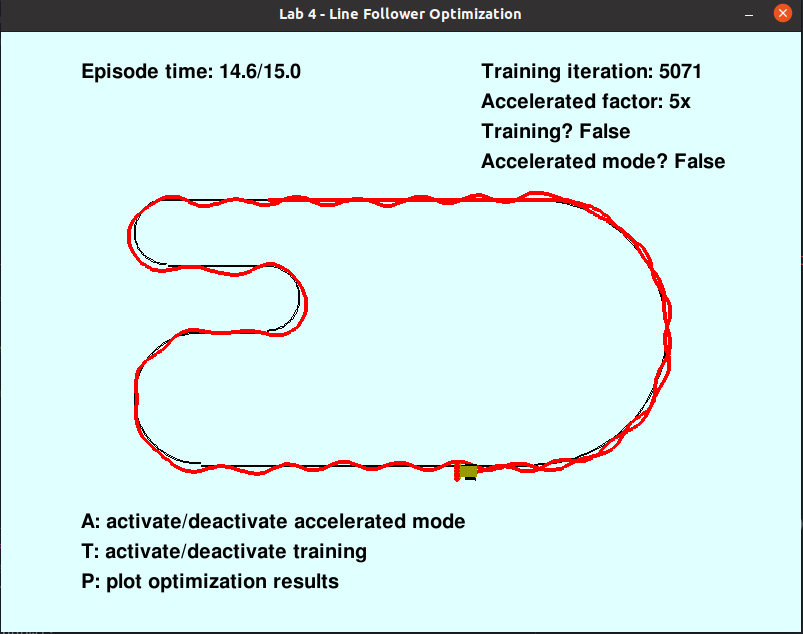 Lab 4 - Line Follower Optimization
Episode time: 14.6/15.0
Training iteration: 5071
Accelerated factor: 5x
Training? False
Accelerated mode? False
A: activate/deactivate accelerated mode
T: activate/deactivate training
P: plot optimization results